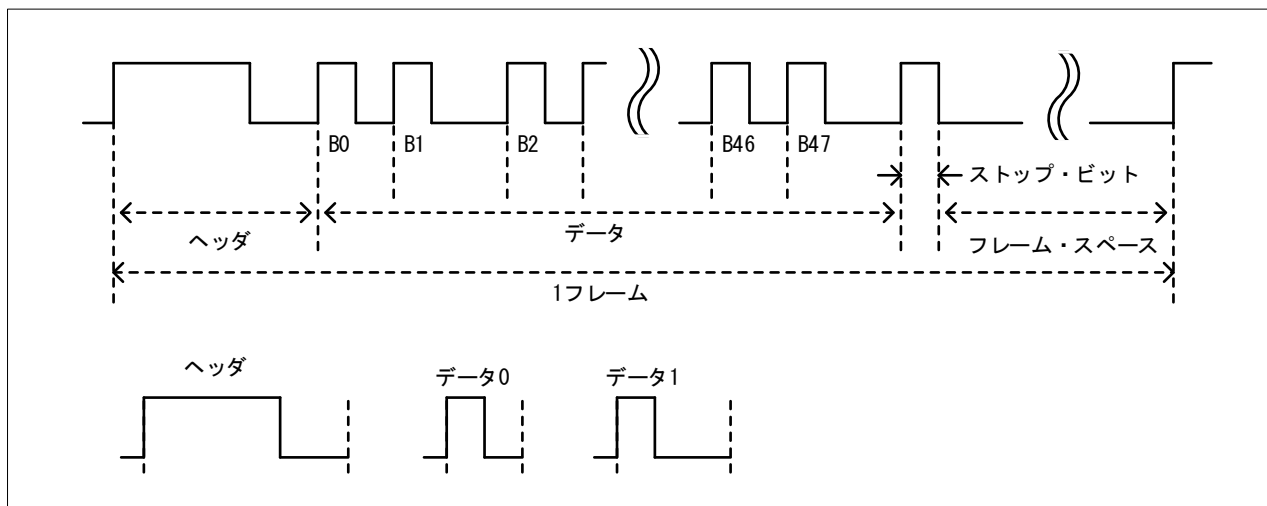 B0 B1 B2 B46 B47
ストップ・ビット
ヘッダ データ フレーム・スペース
1フレーム
ヘッダ データ0 データ1